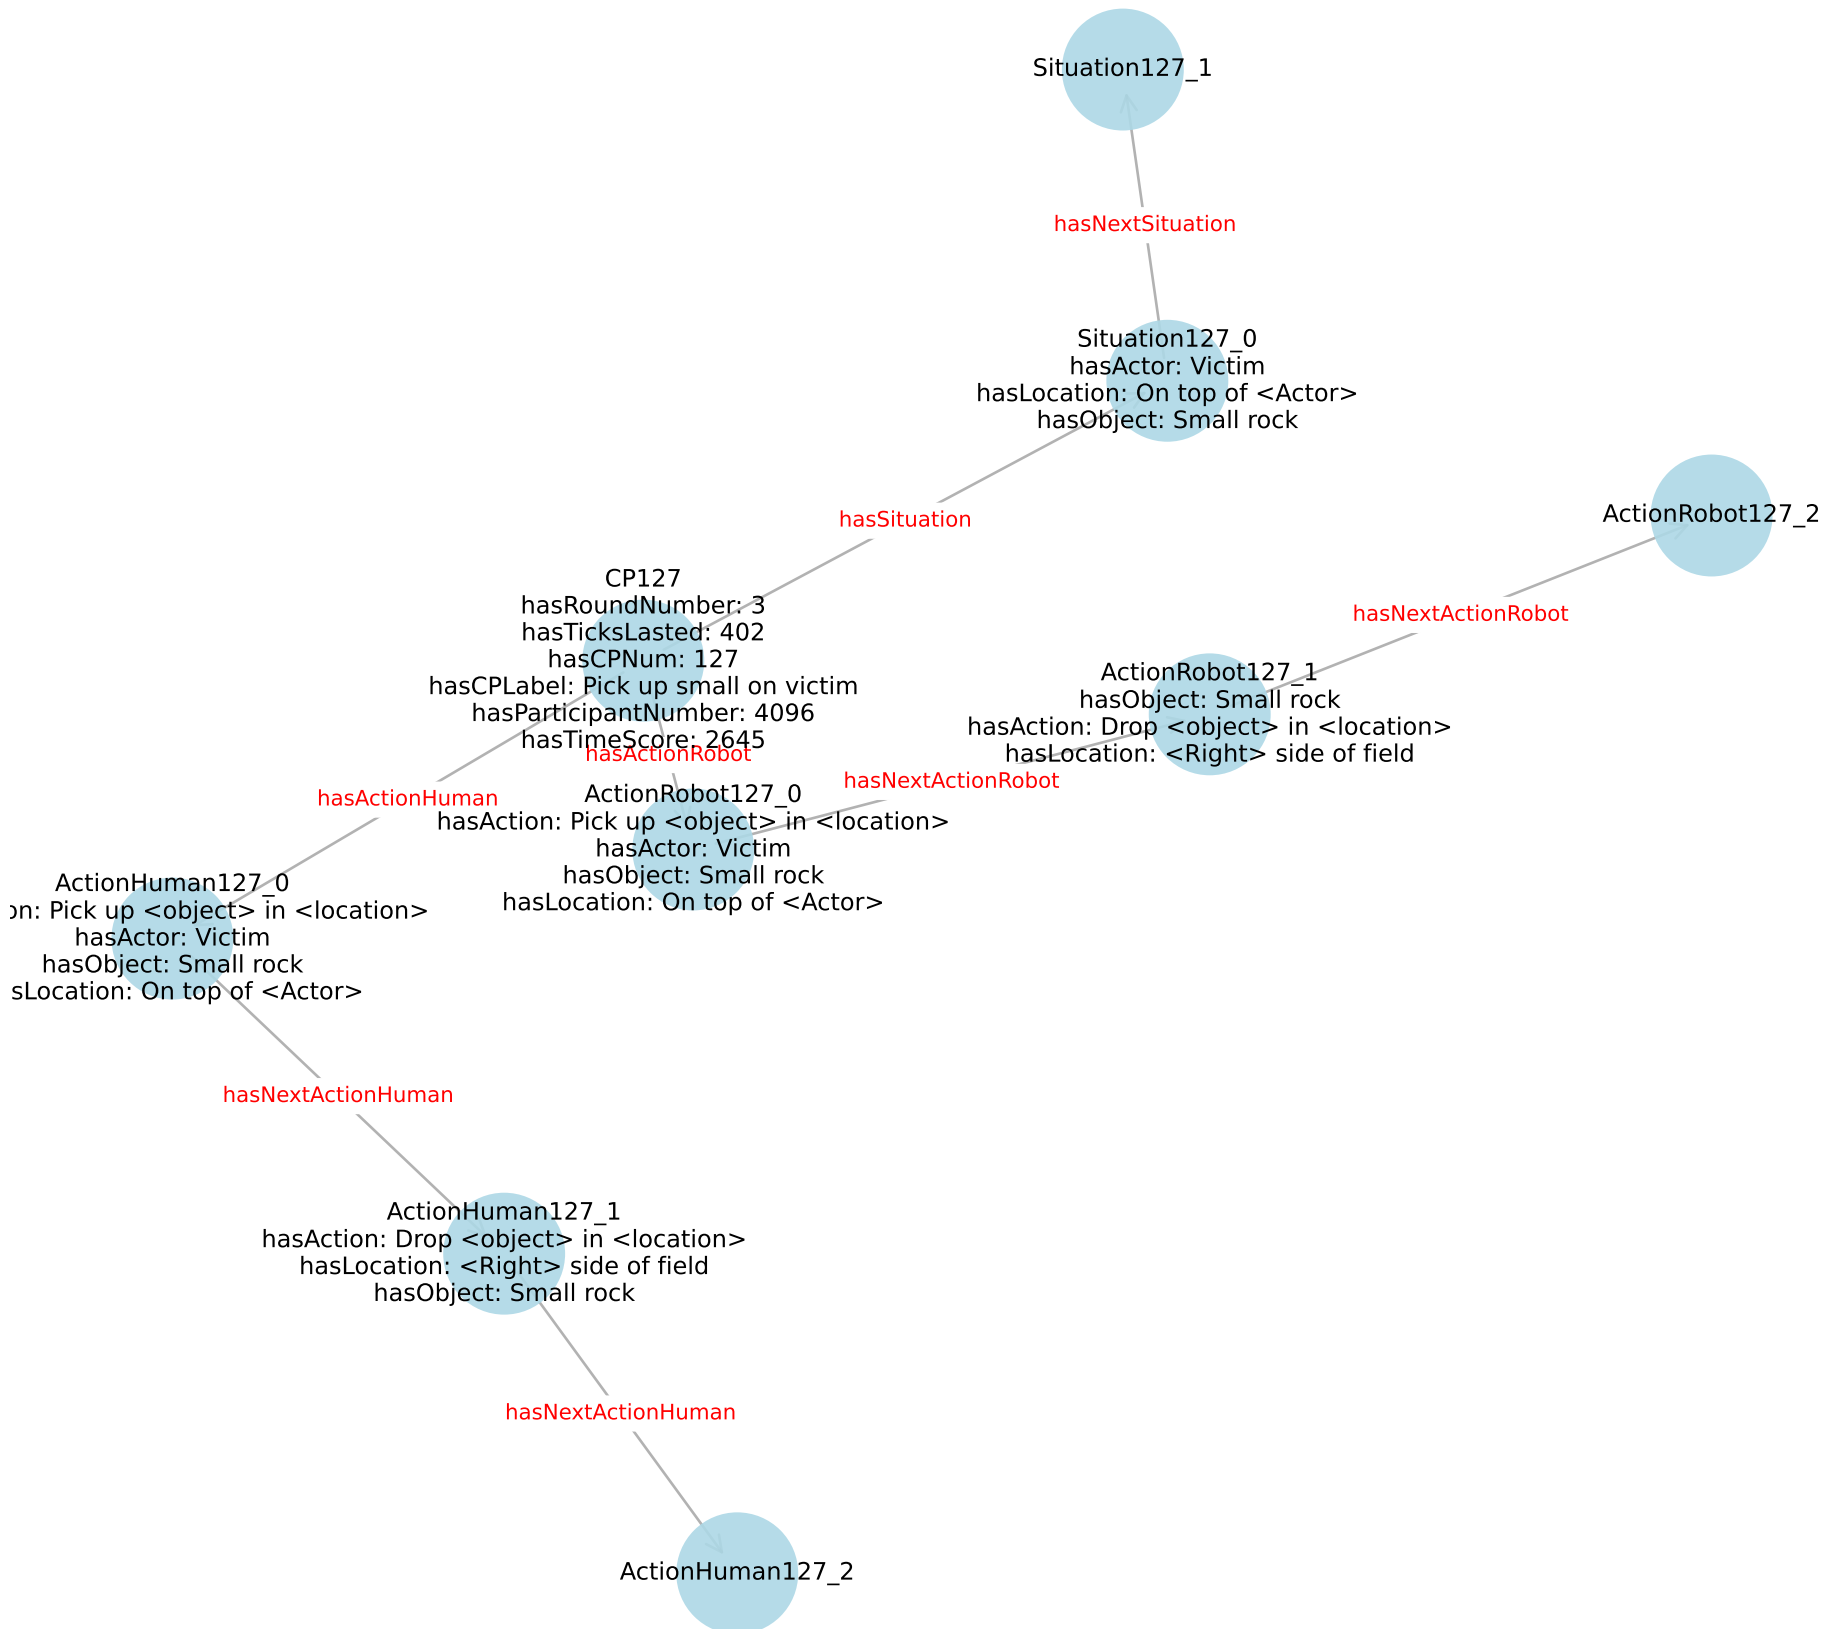 Situation127_1
hasNextSituation
Situation127_0
hasActor: Victim
hasLocation: On top of <Actor>
hasObject: Small rock
hasSituation
ActionRobot127_2
hasNextActionRobot
CP127
hasRoundNumber: 3
hasTicksLasted: 402
hasCPNum: 127
hasCPLabel: Pick up small on victim
hasParticipantNumber: 4096
hasTimeScore: 2645
hasActionRobot
ActionRobot127_1
hasObject: Small rock
hasAction: Drop <object> in <location>
hasLocation: <Right> side of field
hasNextActionRobot
hasActionHuman
ActionRobot127_0
hasAction: Pick up <object> in <location>
hasActor: Victim
hasObject: Small rock
hasLocation: On top of <Actor>
ActionHuman127_0
on: Pick up <object> in <location>
hasActor: Victim
hasObject: Small rock
sLocation: On top of <Actor>
hasNextActionHuman
ActionHuman127_1
hasAction: Drop <object> in <location>
hasLocation: <Right> side of field
hasObject: Small rock
hasNextActionHuman
ActionHuman127_2